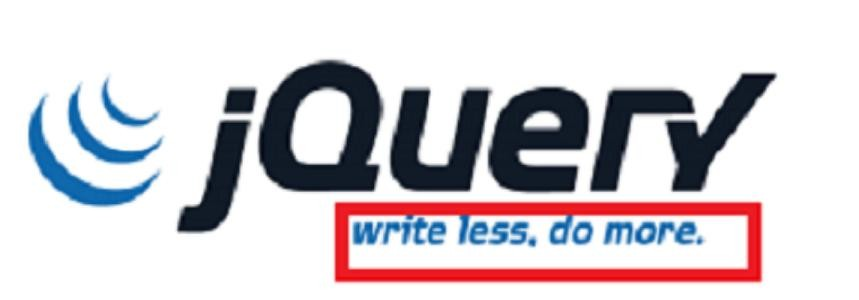 jQuery
write less, do more.